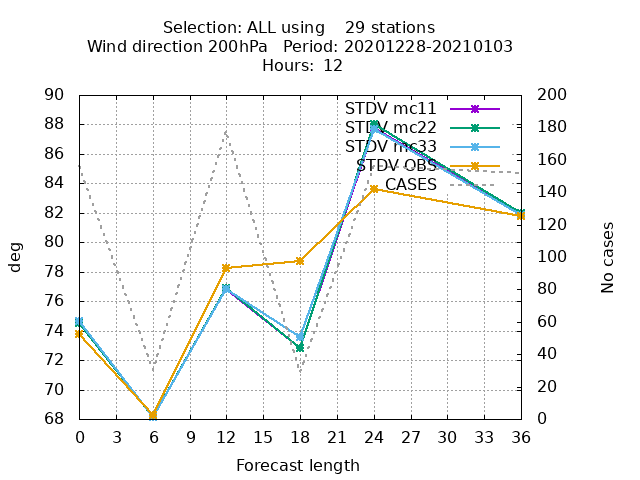 Selection: ALL using    29 stations
Wind direction 200hPa   Period: 20201228-20210103
Hours:  12
90
88
86
84
82
80
78
76
74
72
70
68
deg
STDV mc11
STDV mc22
STDV mc33
STDV OBS
CASES
200
180
160
140
120
100
80
60
40
20
0
No cases
0 3 6 9 12 15 18 21 24 27 30 33 36
Forecast length